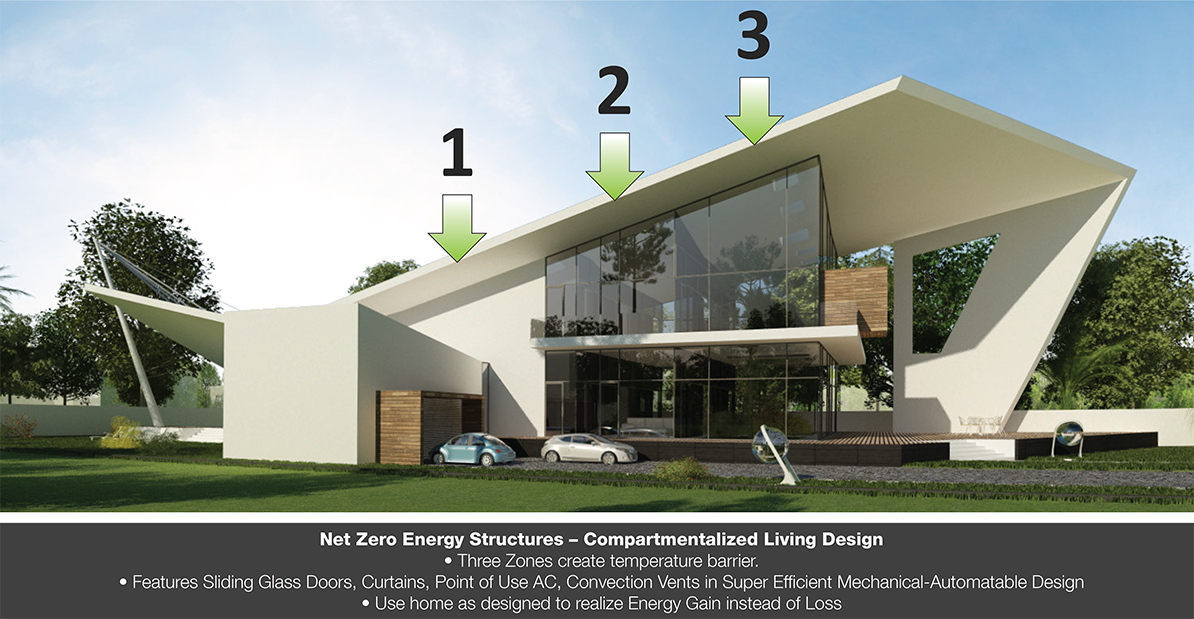 3
2
1
Net Zero Energy Structures – Compartmentalized Living Design
• Three Zones create temperature barrier.
• Features Sliding Glass Doors, Curtains, Point of Use AC, Convection Vents in Super Efficient Mechanical-Automatable Design
• Use home as designed to realize Energy Gain instead of Loss